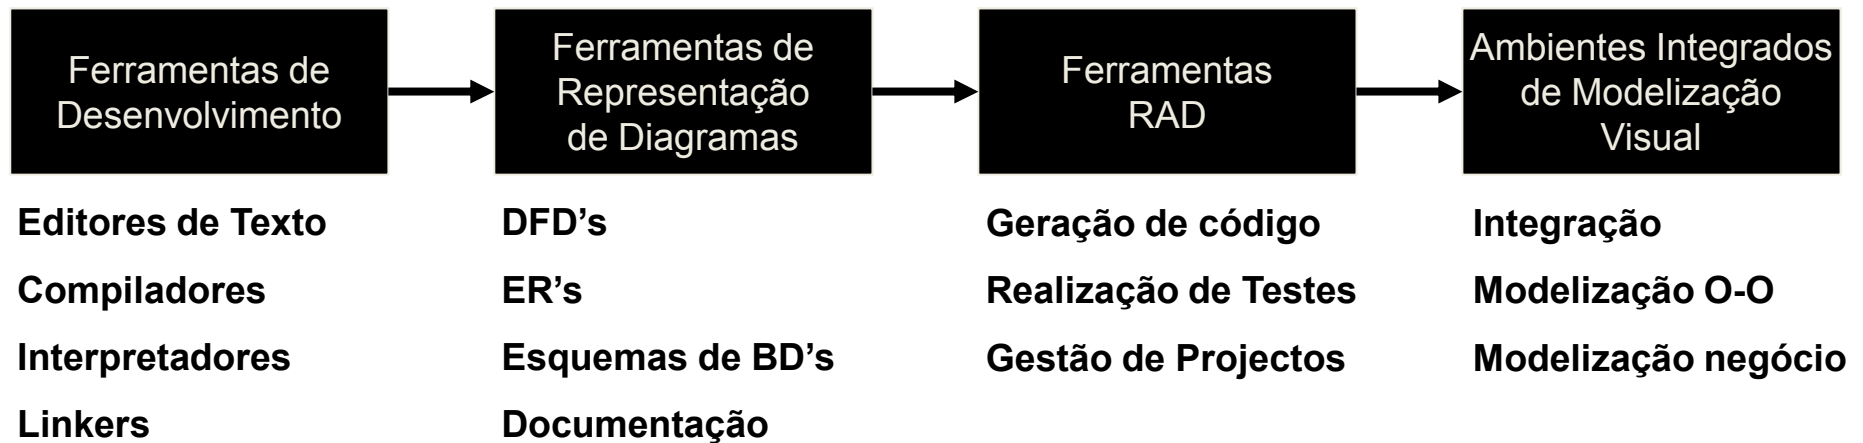 Ferramentas de
Desenvolvimento
Ferramentas de
Representação
de Diagramas
Ferramentas
RAD
Ambientes Integrados
de Modelização
Visual
Editores de Texto
Compiladores
Interpretadores
Linkers
DFD’s
ER’s
Esquemas de BD’s
Documentação
Geração de código
Realização de Testes
Gestão de Projectos
Integração
Modelização O-O
Modelização negócio